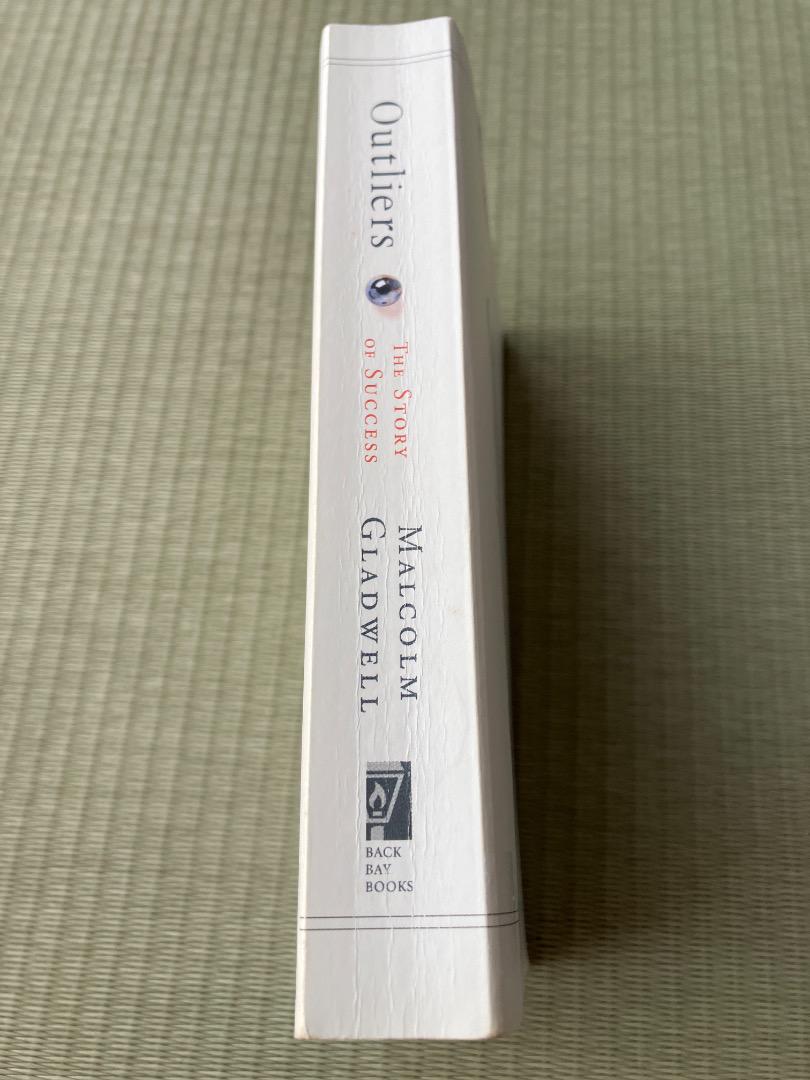 Outliers
THE STORY
OF SUCCESS
MALCOLM
GLADWELL
BACK
BAY
BOOKS